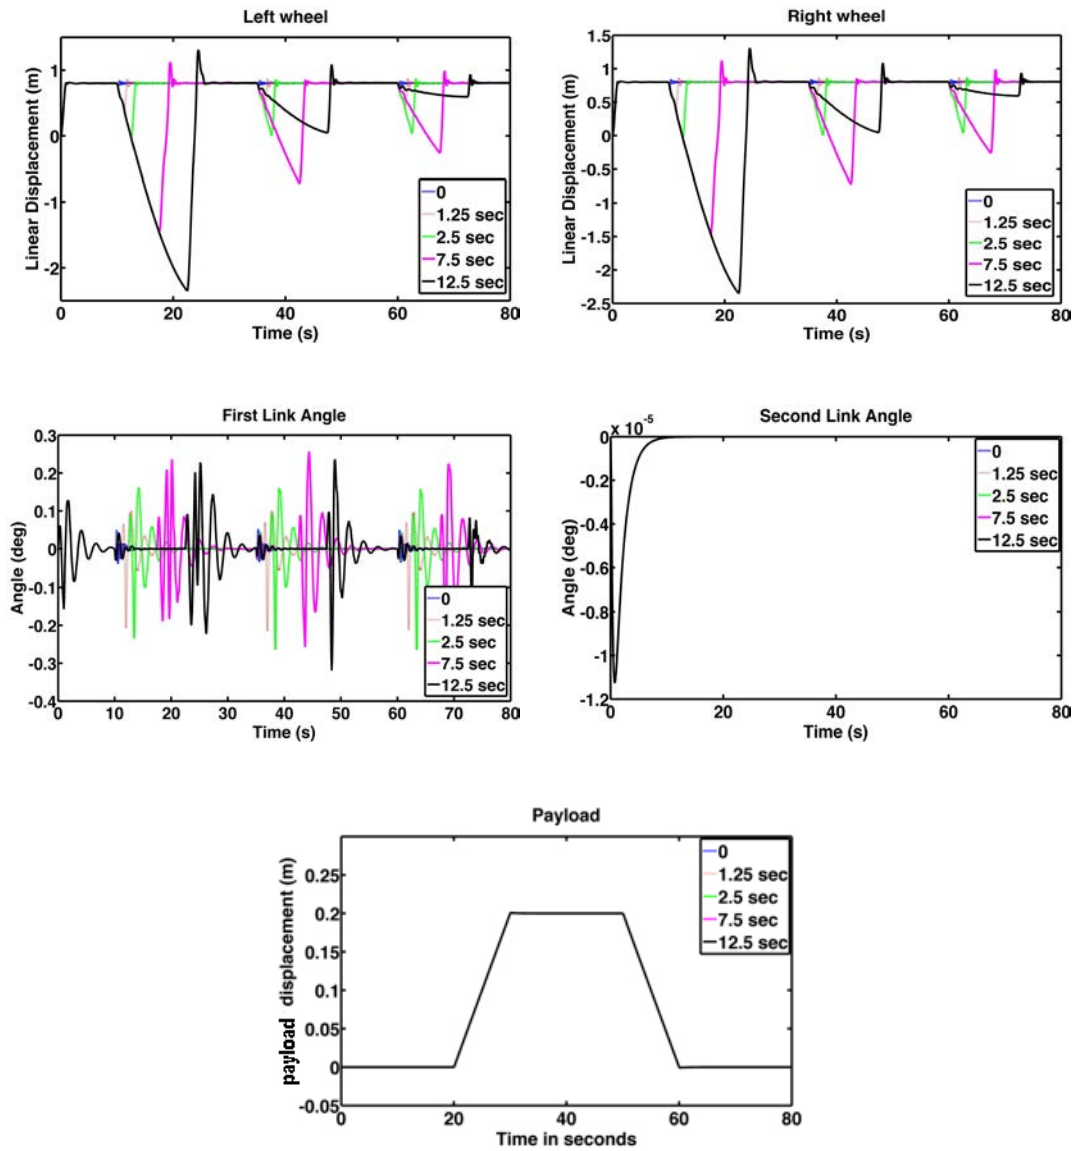 Left wheel
Linear Displacement (m)
1
0
-1
-2
0
20
40
60
80
Time (s)
0
1.25 sec
2.5 sec
7.5 sec
12.5 sec
Right wheel
Linear Displacement (m)
1.5
1
0.5
0
-0.5
-1
-1.5
-2
-2.5
0
20
40
60
80
Time (s)
0
1.25 sec
2.5 sec
7.5 sec
12.5 sec
First Link Angle
Angle (deg)
0.3
0.2
0.1
0
-0.1
-0.2
-0.3
-0.4
0
10
20
30
40
50
60
70
80
Time (s)
0
1.25 sec
2.5 sec
7.5 sec
12.5 sec
Second Link Angle
x 10^-5
Angle (deg)
0
-0.2
-0.4
-0.6
-0.8
-1
-1.2
0
20
40
60
80
Time (s)
0
1.25 sec
2.5 sec
7.5 sec
12.5 sec
Payload
payload displacement (m)
0.25
0.2
0.15
0.1
0.05
0
-0.05
0
20
40
60
80
Time in seconds
0
1.25 sec
2.5 sec
7.5 sec
12.5 sec